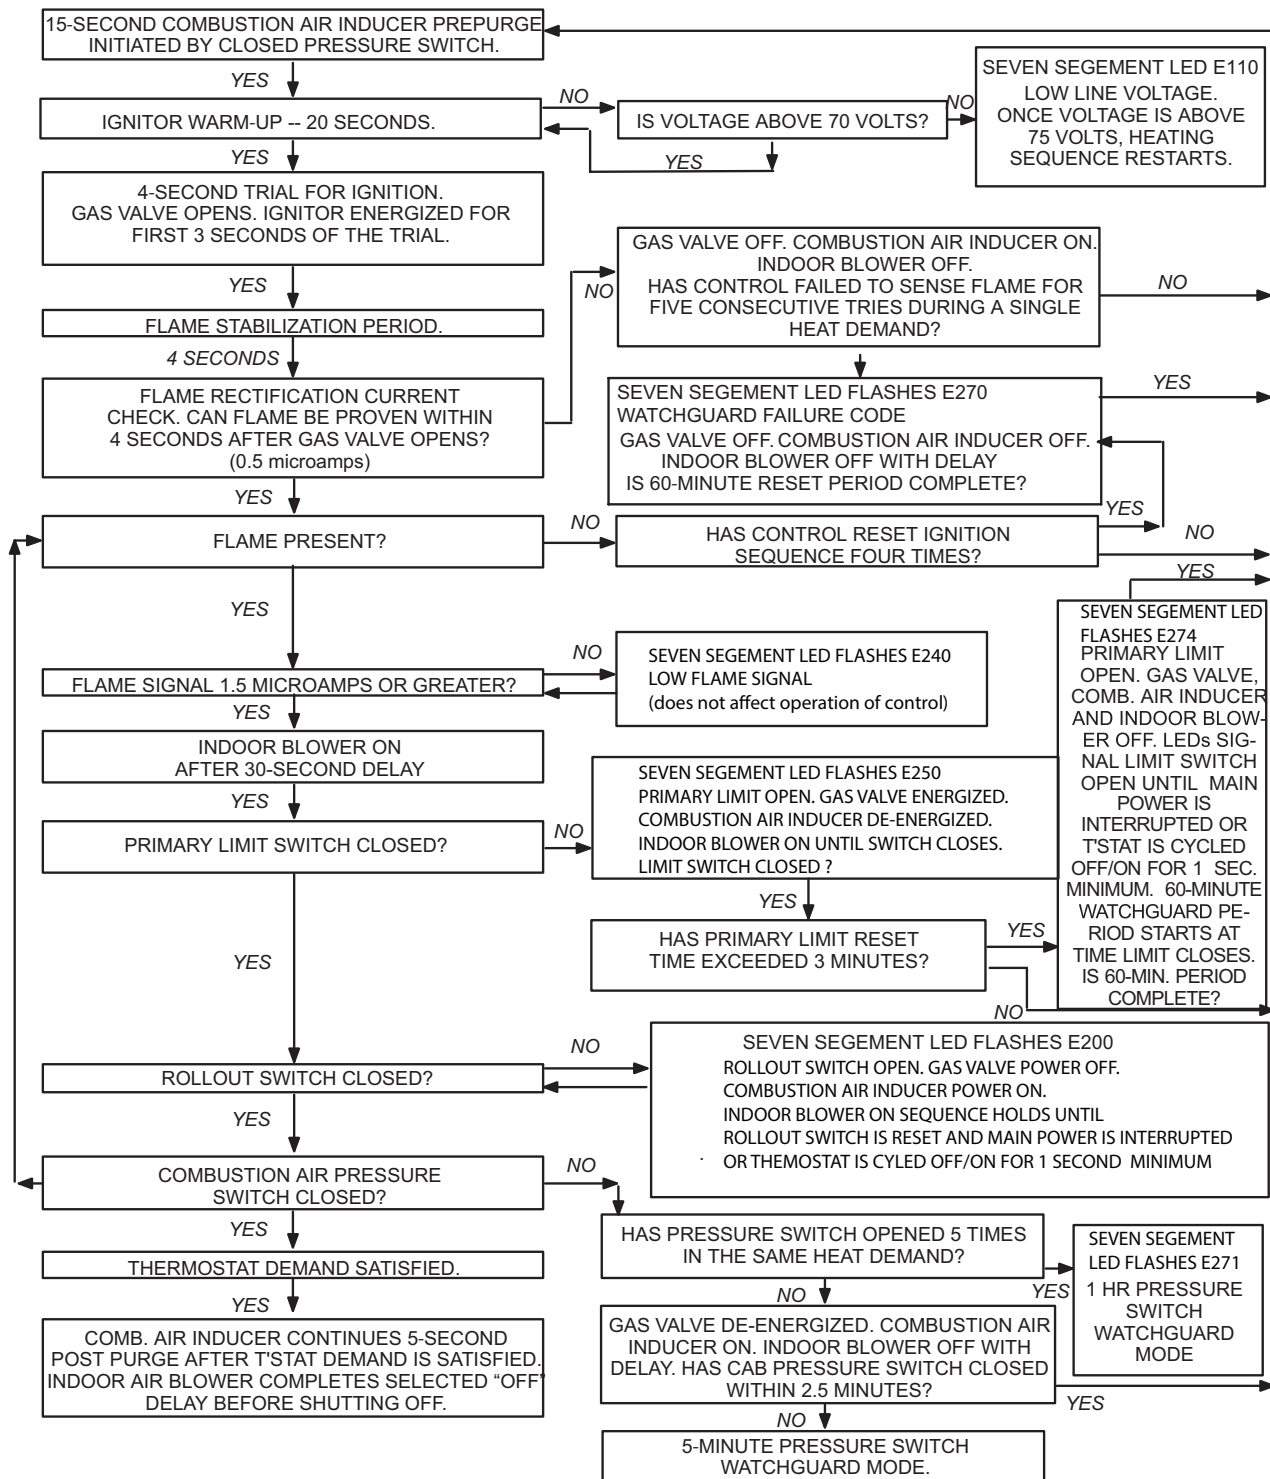 15-SECOND COMBUSTION AIR INDUCER PREPURGE
INITIATED BY CLOSED PRESSURE SWITCH.
YES
IGNITOR WARM-UP -- 20 SECONDS.
NO
IS VOLTAGE ABOVE 70 VOLTS?
YES
NO
SEVEN SEGEMENT LED E110
LOW LINE VOLTAGE.
ONCE VOLTAGE IS ABOVE
75 VOLTS, HEATING
SEQUENCE RESTARTS.
YES
4-SECOND TRIAL FOR IGNITION.
GAS VALVE OPENS. IGNITOR ENERGIZED FOR
FIRST 3 SECONDS OF THE TRIAL.
YES
FLAME STABILIZATION PERIOD.
4 SECONDS
FLAME RECTIFICATION CURRENT
CHECK. CAN FLAME BE PROVEN WITHIN
4 SECONDS AFTER GAS VALVE OPENS?
(0.5 microamps)
NO
GAS VALVE OFF. COMBUSTION AIR INDUCER ON.
INDOOR BLOWER OFF.
HAS CONTROL FAILED TO SENSE FLAME FOR
FIVE CONSECUTIVE TRIES DURING A SINGLE
HEAT DEMAND?
NO
SEVEN SEGEMENT LED FLASHES E270
WATCHGUARD FAILURE CODE
GAS VALVE OFF. COMBUSTION AIR INDUCER OFF.
INDOOR BLOWER OFF WITH DELAY
IS 60-MINUTE RESET PERIOD COMPLETE?
YES
YES
FLAME PRESENT?
NO
HAS CONTROL RESET IGNITION
SEQUENCE FOUR TIMES?
YES
NO
YES
FLAME SIGNAL 1.5 MICROAMPS OR GREATER?
NO
SEVEN SEGEMENT LED FLASHES E240
LOW FLAME SIGNAL
(does not affect operation of control)
YES
INDOOR BLOWER ON
AFTER 30-SECOND DELAY
YES
PRIMARY LIMIT SWITCH CLOSED?
NO
SEVEN SEGEMENT LED FLASHES E250
PRIMARY LIMIT OPEN. GAS VALVE ENERGIZED.
COMBUSTION AIR INDUCER DE-ENERGIZED.
INDOOR BLOWER ON UNTIL SWITCH CLOSES.
LIMIT SWITCH CLOSED ?
YES
HAS PRIMARY LIMIT RESET
TIME EXCEEDED 3 MINUTES?
YES
NO
YES
SEVEN SEGEMENT LED
FLASHES E274
PRIMARY LIMIT
OPEN. GAS VALVE,
COMB. AIR INDUCER
AND INDOOR BLOW-
ER OFF. LEDs SIG-
NAL LIMIT SWITCH
OPEN UNTIL MAIN
POWER IS
INTERRUPTED OR
T'STAT IS CYCLED
OFF/ON FOR 1 SEC.
MINIMUM. 60-MINUTE
WATCHGUARD PE-
RIOD STARTS AT
TIME LIMIT CLOSES.
IS 60-MIN. PERIOD
COMPLETE?
YES
ROLLOUT SWITCH CLOSED?
NO
SEVEN SEGEMENT LED FLASHES E200
ROLLOUT SWITCH OPEN. GAS VALVE POWER OFF.
COMBUSTION AIR INDUCER POWER ON.
INDOOR BLOWER ON SEQUENCE HOLDS UNTIL
ROLLOUT SWITCH IS RESET AND MAIN POWER IS INTERRUPTED
. OR THEMOSTAT IS CYLED OFF/ON FOR 1 SECOND MINIMUM
YES
COMBUSTION AIR PRESSURE
SWITCH CLOSED?
NO
HAS PRESSURE SWITCH OPENED 5 TIMES
IN THE SAME HEAT DEMAND?
YES
SEVEN SEGEMENT
LED FLASHES E271
1 HR PRESSURE
SWITCH
WATCHGUARD
MODE
NO
GAS VALVE DE-ENERGIZED. COMBUSTION AIR
INDUCER ON. INDOOR BLOWER OFF WITH
DELAY. HAS CAB PRESSURE SWITCH CLOSED
WITHIN 2.5 MINUTES?
YES
NO
5-MINUTE PRESSURE SWITCH
WATCHGUARD MODE.
YES
THERMOSTAT DEMAND SATISFIED.
YES
COMB. AIR INDUCER CONTINUES 5-SECOND
POST PURGE AFTER T'STAT DEMAND IS SATISFIED.
INDOOR AIR BLOWER COMPLETES SELECTED “OFF”
DELAY BEFORE SHUTTING OFF.